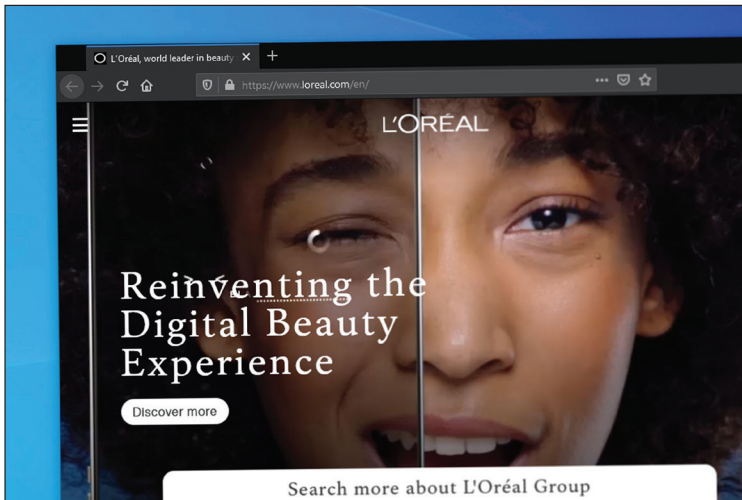 L'Oréal, world leader in beauty
https://www.loreal.com/en/
L'ORÉAL
Reinventing the
Digital Beauty
Experience
Discover more
Search more about L'Oréal Group